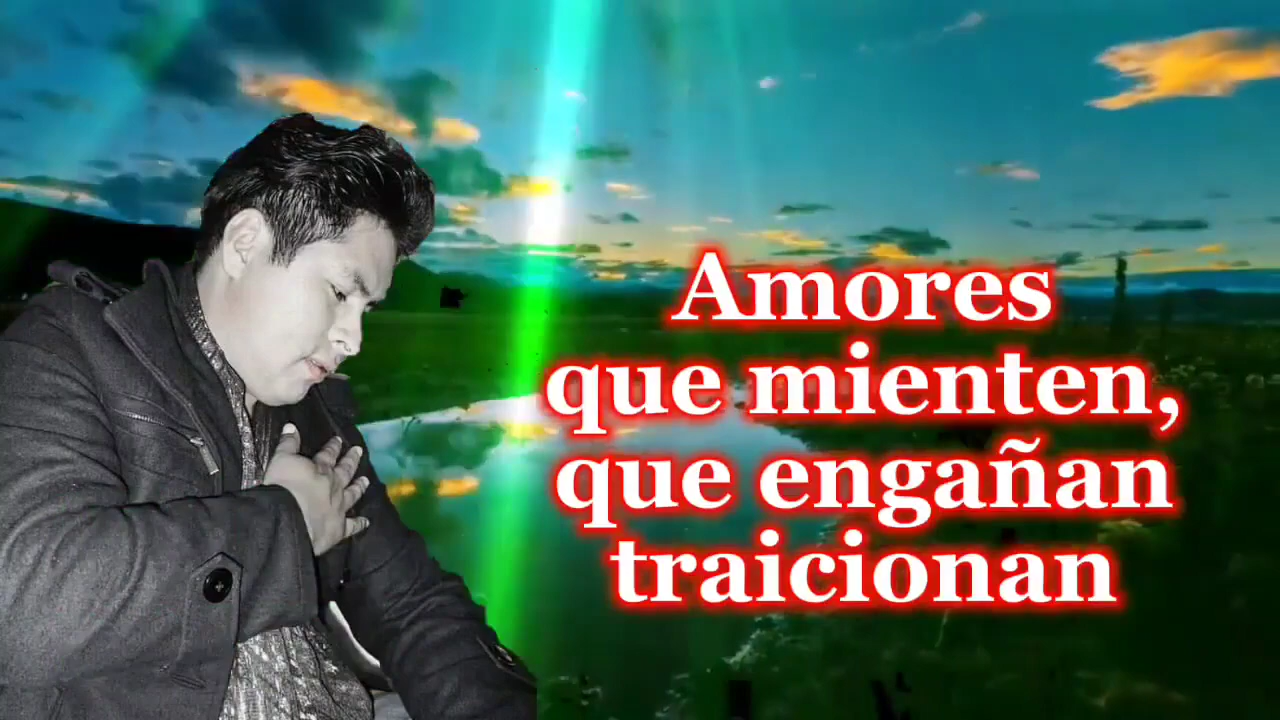 Amores
que mienten,
que engañan
traicionan